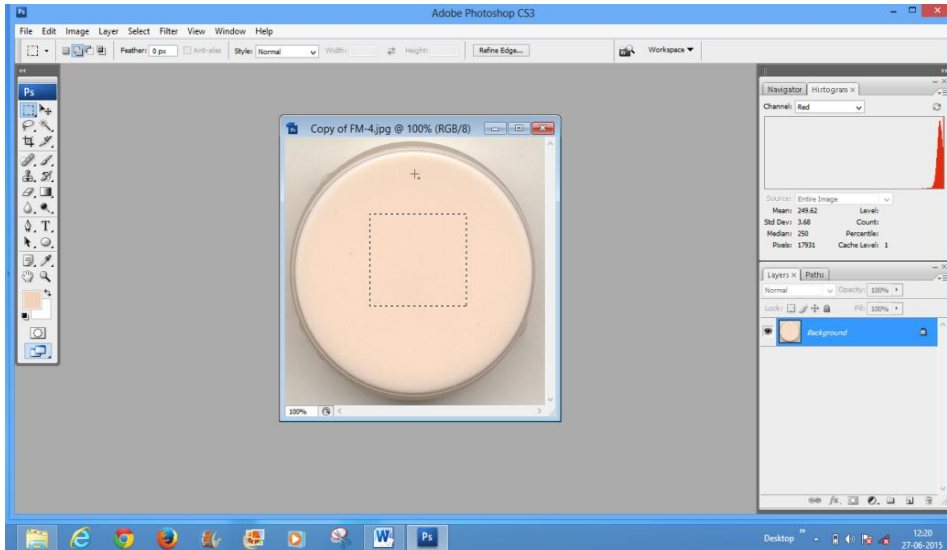 Ps
Adobe Photoshop CS3
File Edit Image Layer Select Filter View Window Help
Feather: 0 px Anti-alias Style: Normal Width: Height: Refine Edge... Workspace
Ps
Copy of FM-4.jpg @ 100% (RGB/8)
100%
Navigator Histogram ×
Channel: Red
Source: Entire Image
Mean: 249.62 Level:
Std Dev: 3.68 Count:
Median: 250 Percentile:
Pixels: 17931 Cache Level: 1
Layers × Paths
Normal Opacity: 100%
Lock: Fill: 100%
Background
W Ps
Desktop 12:20
27-06-2015